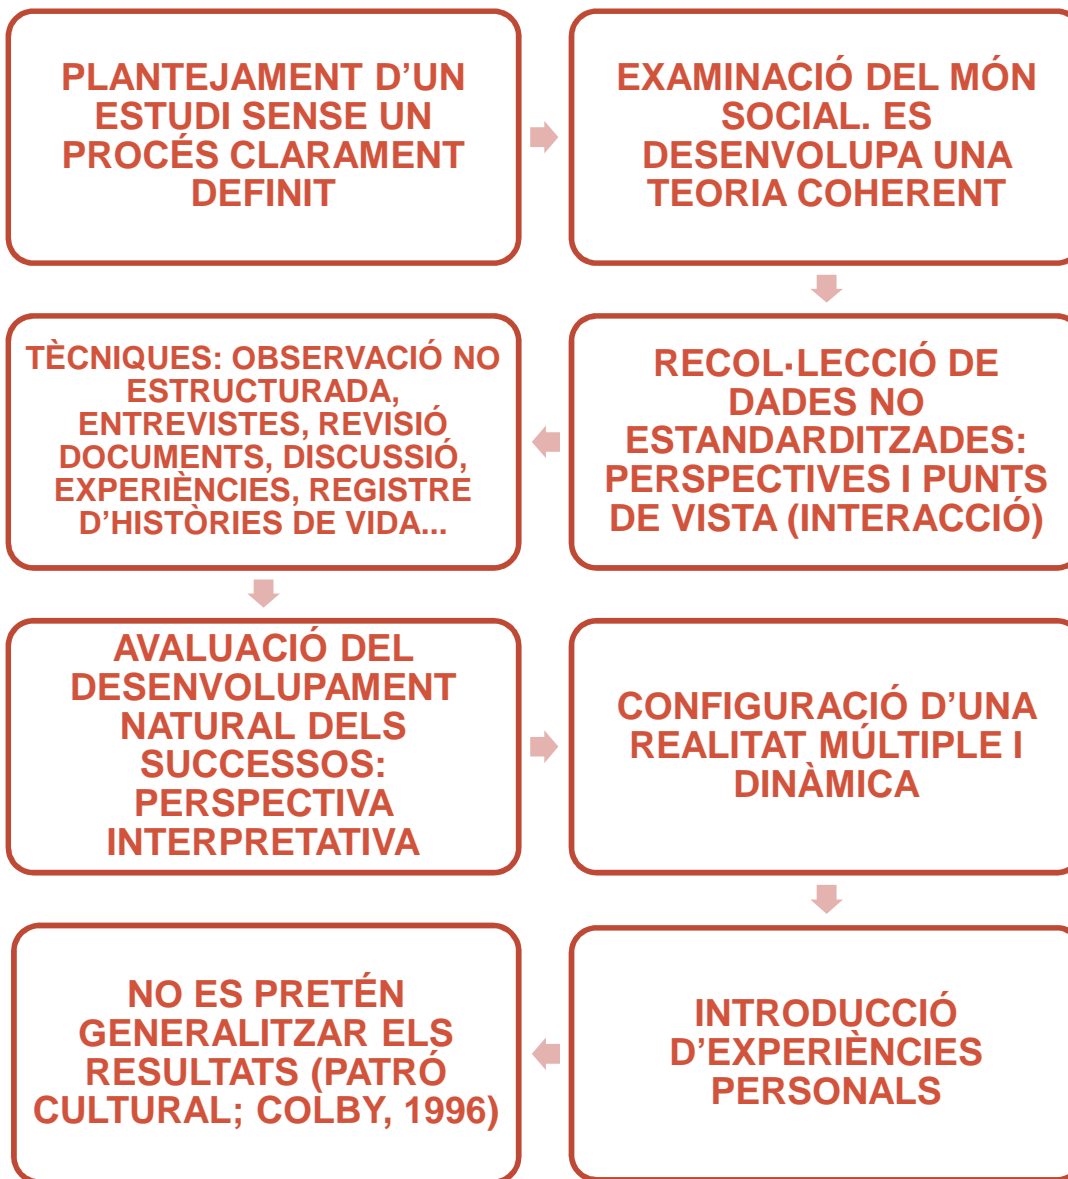 PLANTEJAMENT D’UN
ESTUDI SENSE UN
PROCÉS CLARAMENT
DEFINIT
EXAMINACIÓ DEL MÓN
SOCIAL. ES
DESENVOLUPA UNA
TEORIA COHERENT
RECOL·LECCIÓ DE
DADES NO
ESTANDARDITZADES:
PERSPECTIVES I PUNTS
DE VISTA (INTERACCIÓ)
TÈCNIQUES: OBSERVACIÓ NO
ESTRUCTURADA,
ENTREVISTES, REVISIÓ
DOCUMENTS, DISCUSSIÓ,
EXPERIÈNCIES, REGISTRE
D’HISTÒRIES DE VIDA...
AVALUACIÓ DEL
DESENVOLUPAMENT
NATURAL DELS
SUCCESSOS:
PERSPECTIVA
INTERPRETATIVA
CONFIGURACIÓ D’UNA
REALITAT MÚLTIPLE I
DINÀMICA
INTRODUCCIÓ
D’EXPERIÈNCIES
PERSONALS
NO ES PRETÉN
GENERALITZAR ELS
RESULTATS (PATRÓ
CULTURAL; COLBY, 1996)